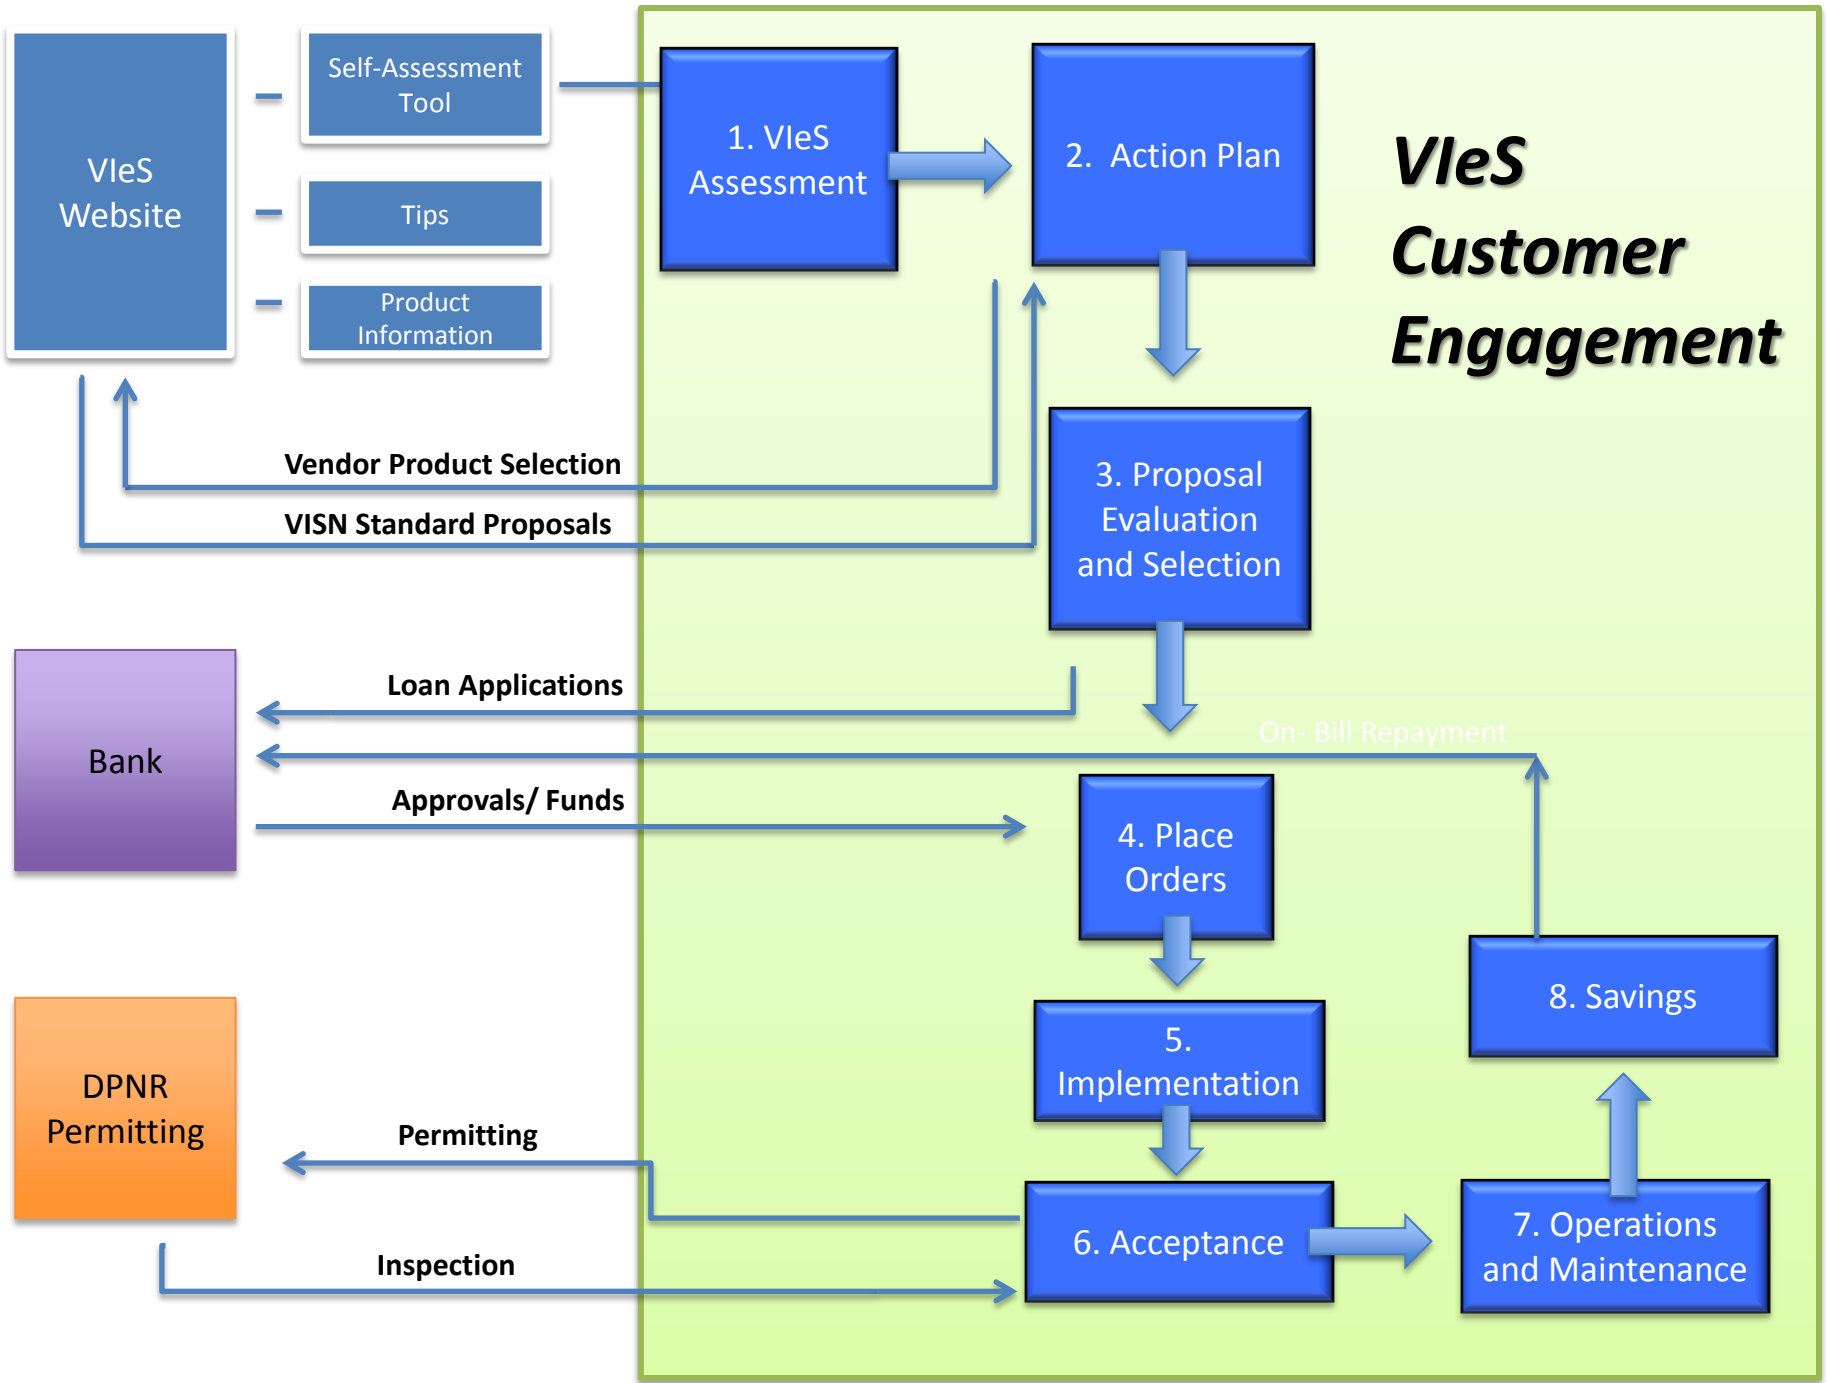 VIeS
Website
Self-Assessment
Tool
Tips
Product
Information
1. VIeS
Assessment
2.  Action Plan
VIeS
Customer
Engagement
Vendor Product Selection
VISN Standard Proposals
3. Proposal
Evaluation
and Selection
Bank
Loan Applications
On- Bill Repayment
Approvals/ Funds
4. Place
Orders
5.
Implementation
8. Savings
DPNR
Permitting
Permitting
Inspection
6. Acceptance
7. Operations
and Maintenance